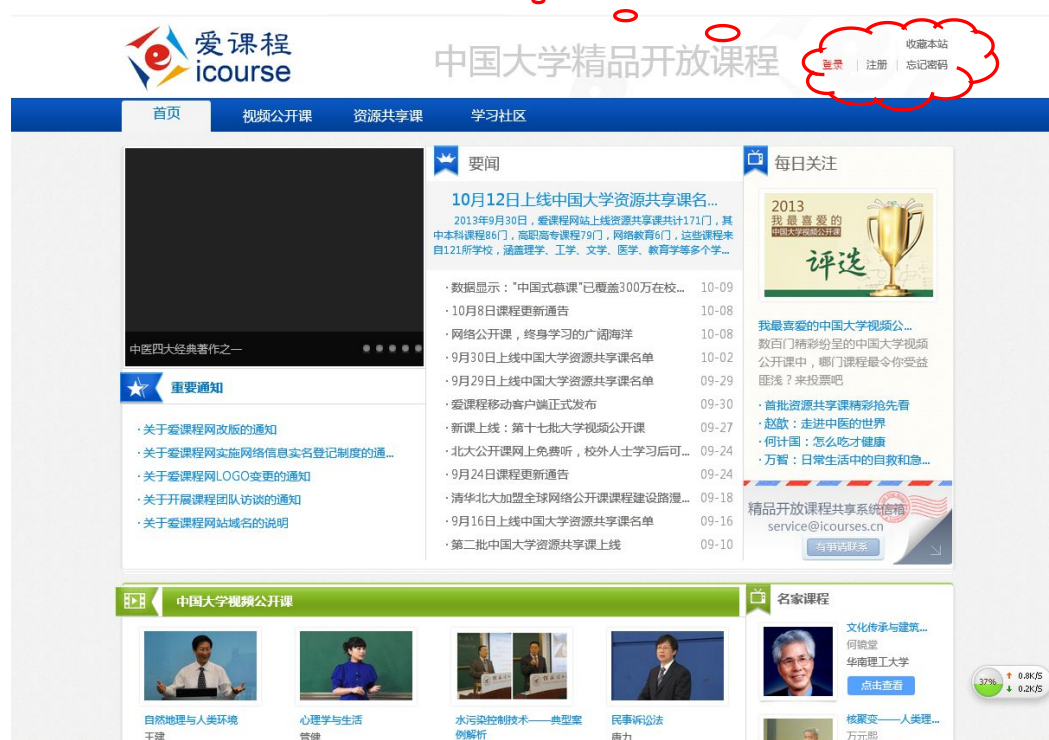 爱课程
icourse
中国大学精品开放课程
收藏本站
登录 | 注册 | 忘记密码
首页
视频公开课
资源共享课
学习社区
中医四大经典著作之一
重要通知
·关于爱课程网改版的通知
·关于爱课程网实施网络信息实名登记制度的通...
·关于爱课程网LOGO变更的通知
·关于开展课程团队访谈的通知
·关于爱课程网站域名的说明
要闻
10月12日上线中国大学资源共享课名...
2013年9月30日，爱课程网站上线资源共享课共计171门，其
中本科课程86门，高职高专课程79门，网络教育6门，这些课程来
自121所学校，涵盖理学、工学、文学、医学、教育学等多个学...
·数据显示："中国式慕课"已覆盖300万在校... 10-09
·10月8日课程更新通告 10-08
·网络公开课，终身学习的广阔海洋 10-08
·9月30日上线中国大学资源共享课名单 10-02
·9月29日上线中国大学资源共享课名单 09-29
·爱课程移动客户端正式发布 09-30
·新课上线：第十七批大学视频公开课 09-27
·北大公开课网上免费听，校外人士学习后可... 09-24
·9月24日课程更新通告 09-24
·清华北大加盟全球网络公开课课程建设路漫... 09-18
·9月16日上线中国大学资源共享课名单 09-16
·第二批中国大学资源共享课上线 09-10
每日关注
2013
我最喜爱的
中国大学视频公开课
评选
我最喜爱的中国大学视频公...
数百门精彩纷呈的中国大学视频
公开课中，哪门课程最令你受益
匪浅？来投票吧
·首批资源共享课精彩抢先看
·赵歆：走进中医的世界
·何计国：怎么吃才健康
·万智：日常生活中的自救和急...
精品开放课程共享系统信箱
service@icourses.cn
有事请联系
中国大学视频公开课
自然地理与人类环境
王建
心理学与生活
管健
水污染控制技术——典型案
例解析
民事诉讼法
唐力
名家课程
文化传承与建筑...
何镜堂
华南理工大学
点击查看
核聚变——人类理...
万元熙
37%
↑ 0.8K/S
↓ 0.2K/S